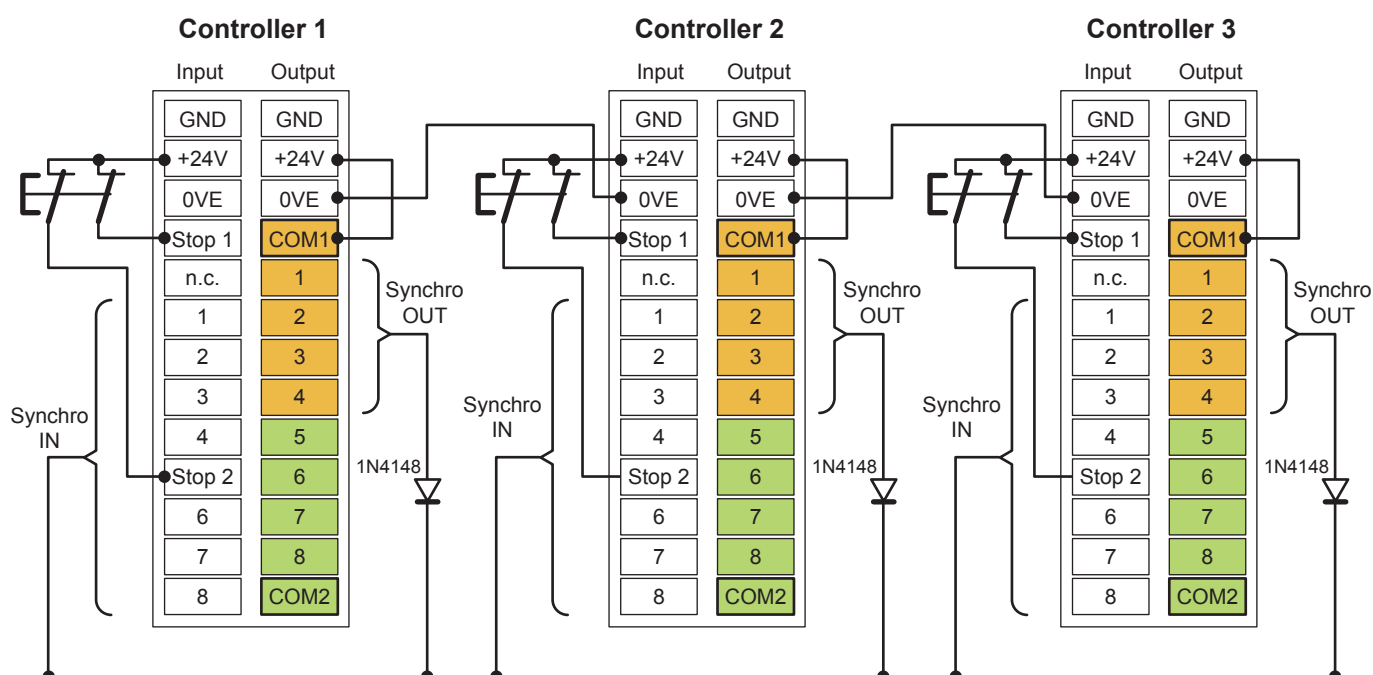 Controller 1 Controller 2 Controller 3
Input Output Input Output Input Output
GND GND GND GND GND GND
+24V +24V +24V +24V +24V +24V
0VE 0VE 0VE 0VE 0VE 0VE
Stop 1 COM1 Stop 1 COM1 Stop 1 COM1
n.c. 1 n.c. 1 n.c. 1
Synchro Synchro Synchro
1 2 OUT 1 2 OUT 1 2 OUT
2 3 2 3 2 3
3 4 3 4 3 4
Synchro Synchro Synchro
IN 4 5 IN 4 5 IN 4 5
1N4148 1N4148 1N4148
Stop 2 6 Stop 2 6 Stop 2 6
6 7 6 7 6 7
7 8 7 8 7 8
8 COM2 8 COM2 8 COM2